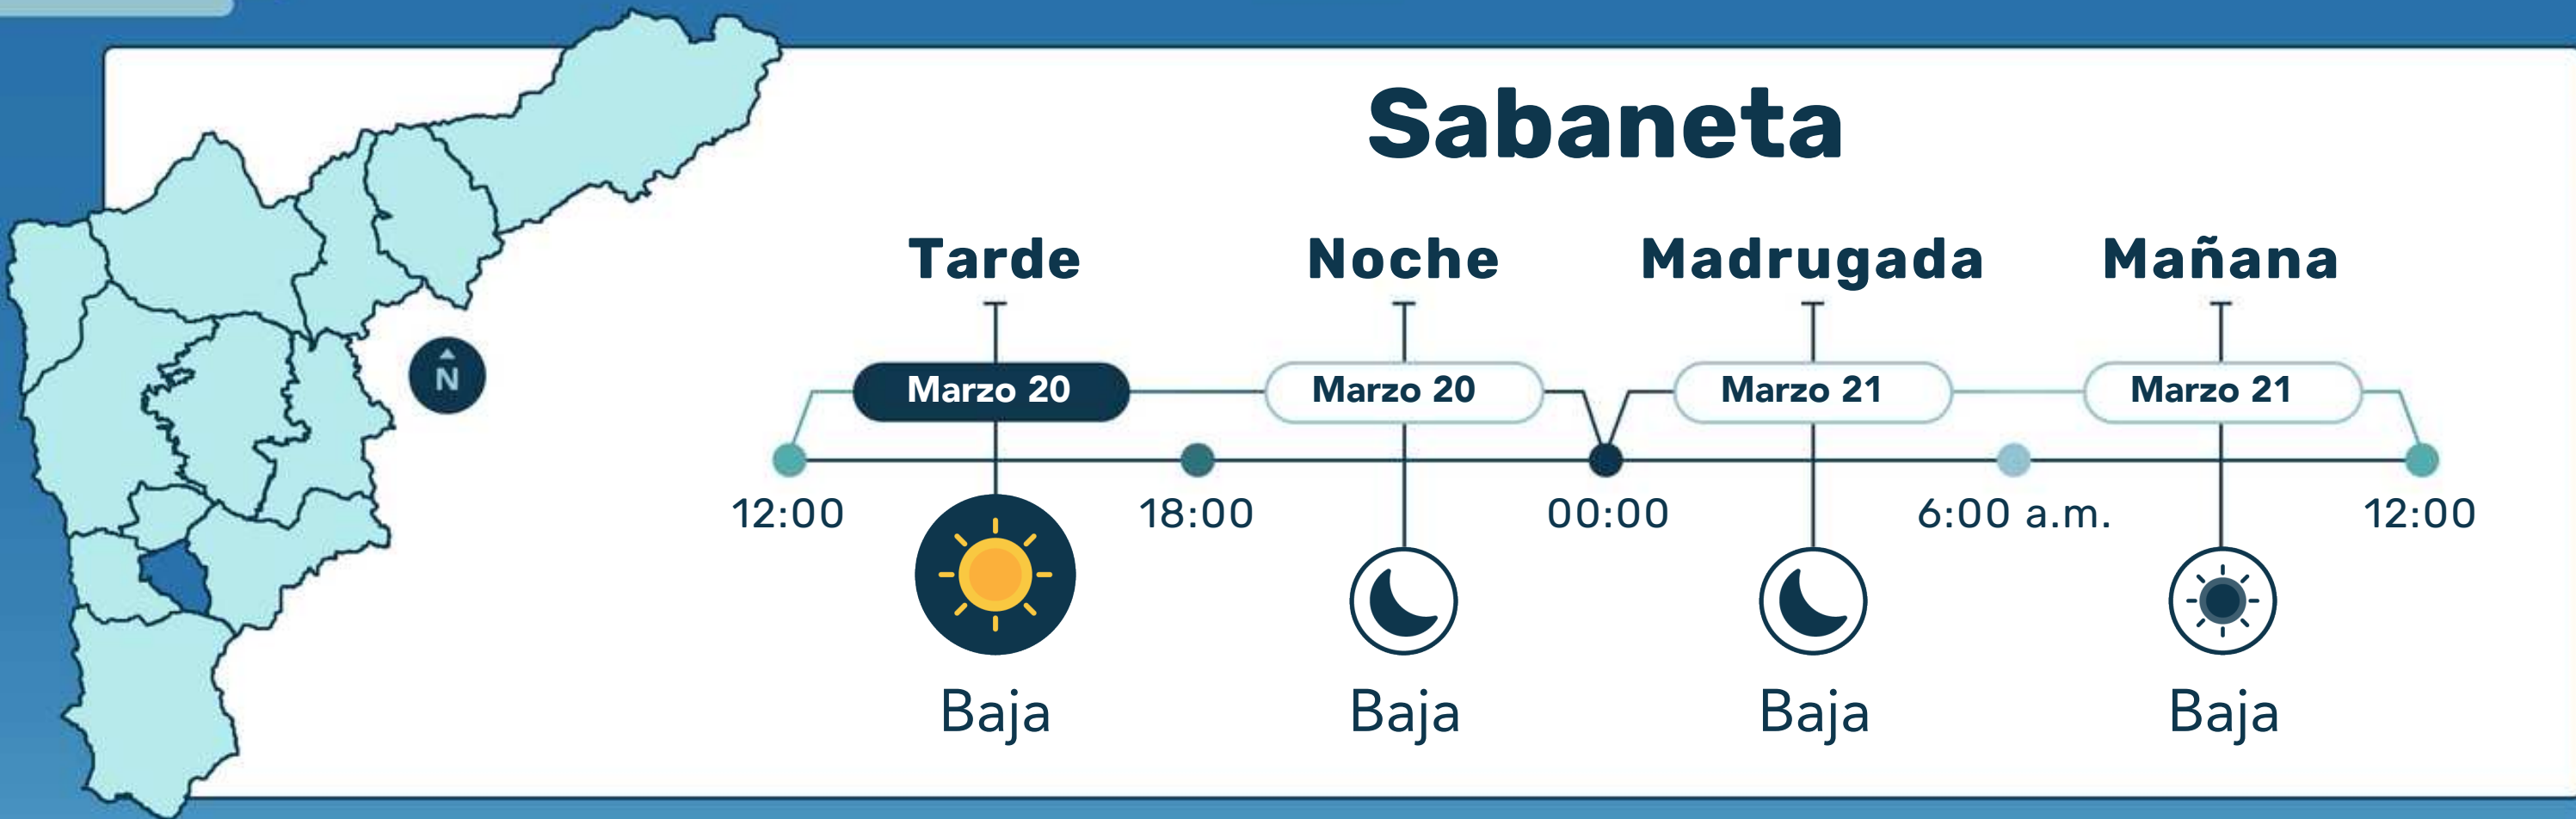 Sabaneta
Tarde Noche Madrugada Mañana
Marzo 20 Marzo 20 Marzo 21 Marzo 21
N
12:00 18:00 00:00 6:00 a.m. 12:00
Baja Baja Baja Baja